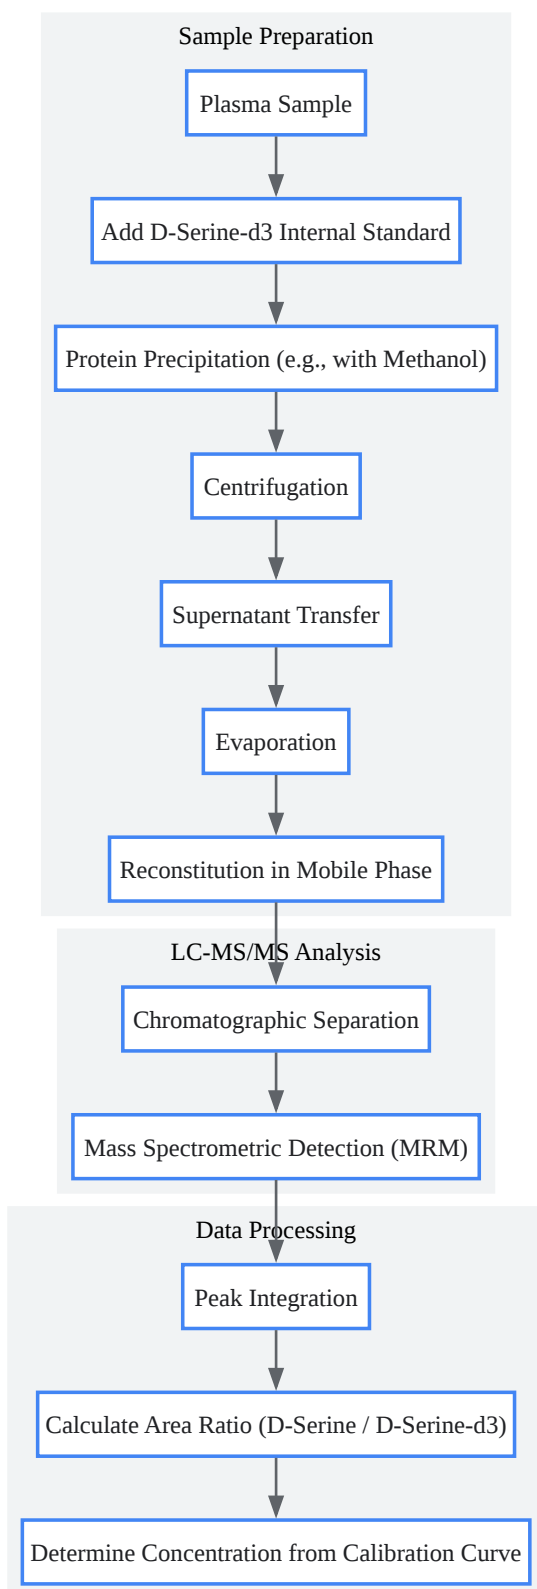 Sample Preparation
Plasma Sample
Add D-Serine-d3 Internal Standard
Protein Precipitation (e.g., with Methanol)
Centrifugation
Supernatant Transfer
Evaporation
Reconstitution in Mobile Phase
LC-MS/MS Analysis
Chromatographic Separation
Mass Spectrometric Detection (MRM)
Data Processing
Peak Integration
Calculate Area Ratio (D-Serine / D-Serine-d3)
Determine Concentration from Calibration Curve